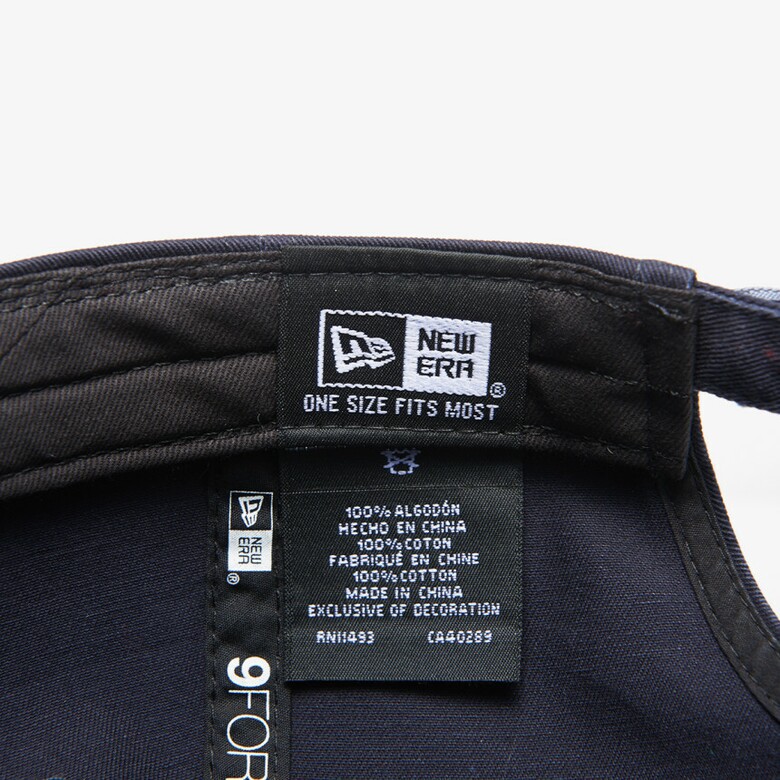 NEW
ERA
®
ONE SIZE FITS MOST
NEW
ERA
®
9FOR
100% ALGODÓN
HECHO EN CHINA
100% COTON
FABRIQUÉ EN CHINE
100% COTTON
MADE IN CHINA
EXCLUSIVE OF DECORATION
RN11493 CA40289